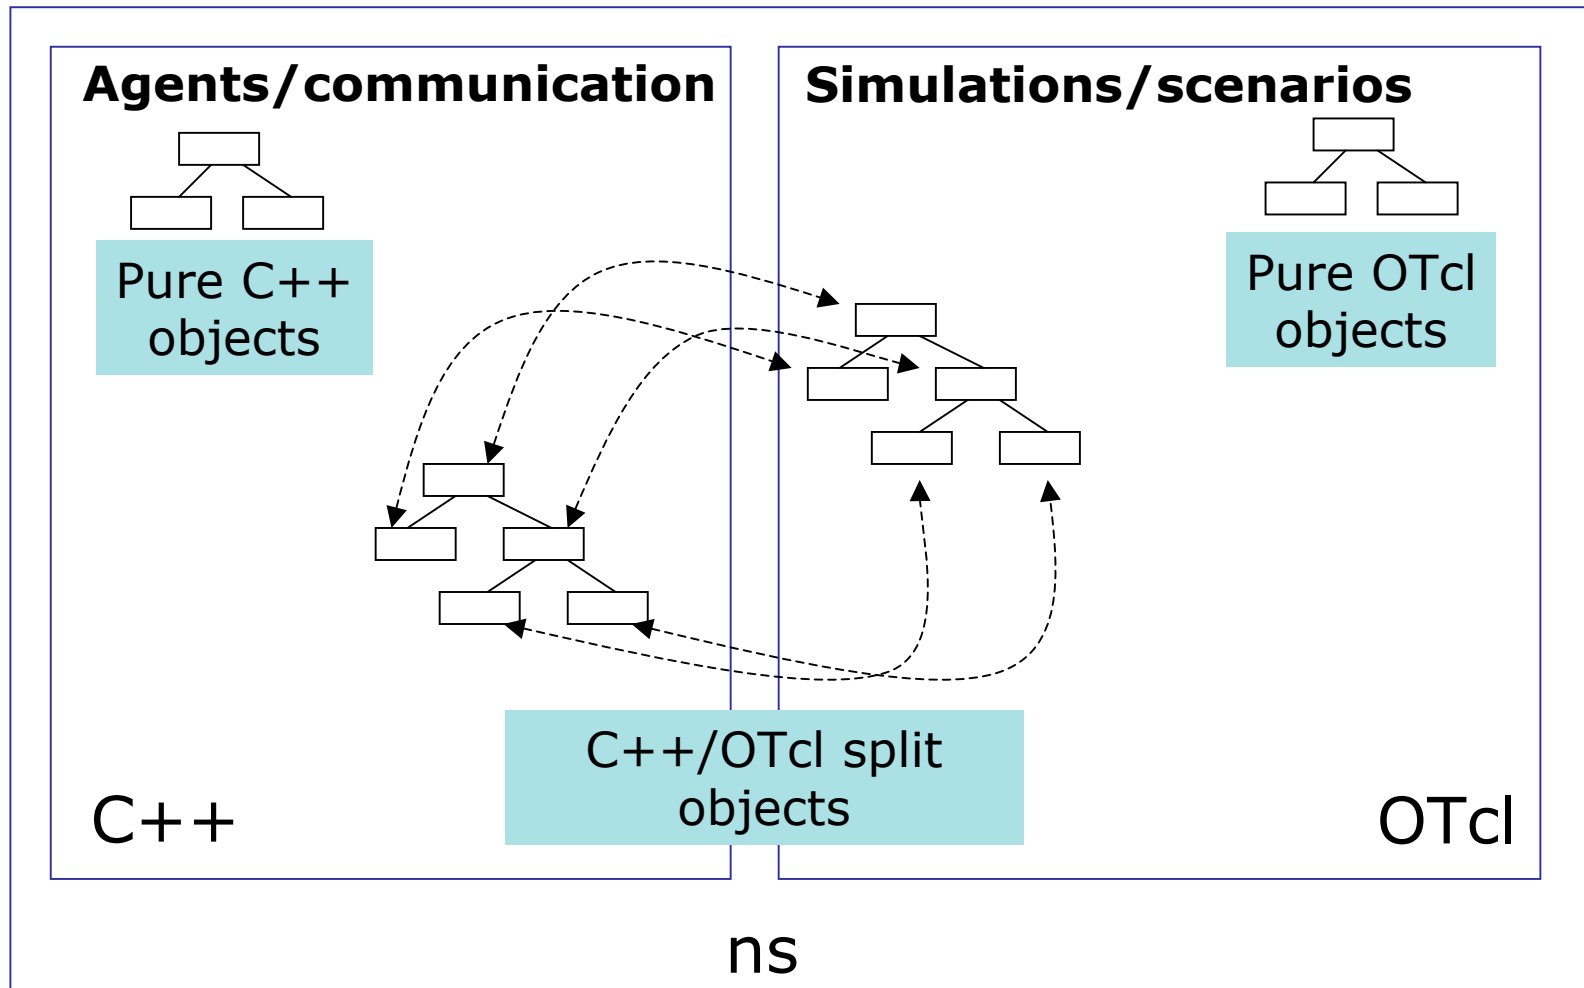 Agents/communication
Simulations/scenarios
Pure C++
objects
Pure OTcl
objects
C++/OTcl split
objects
C++
OTcl
ns